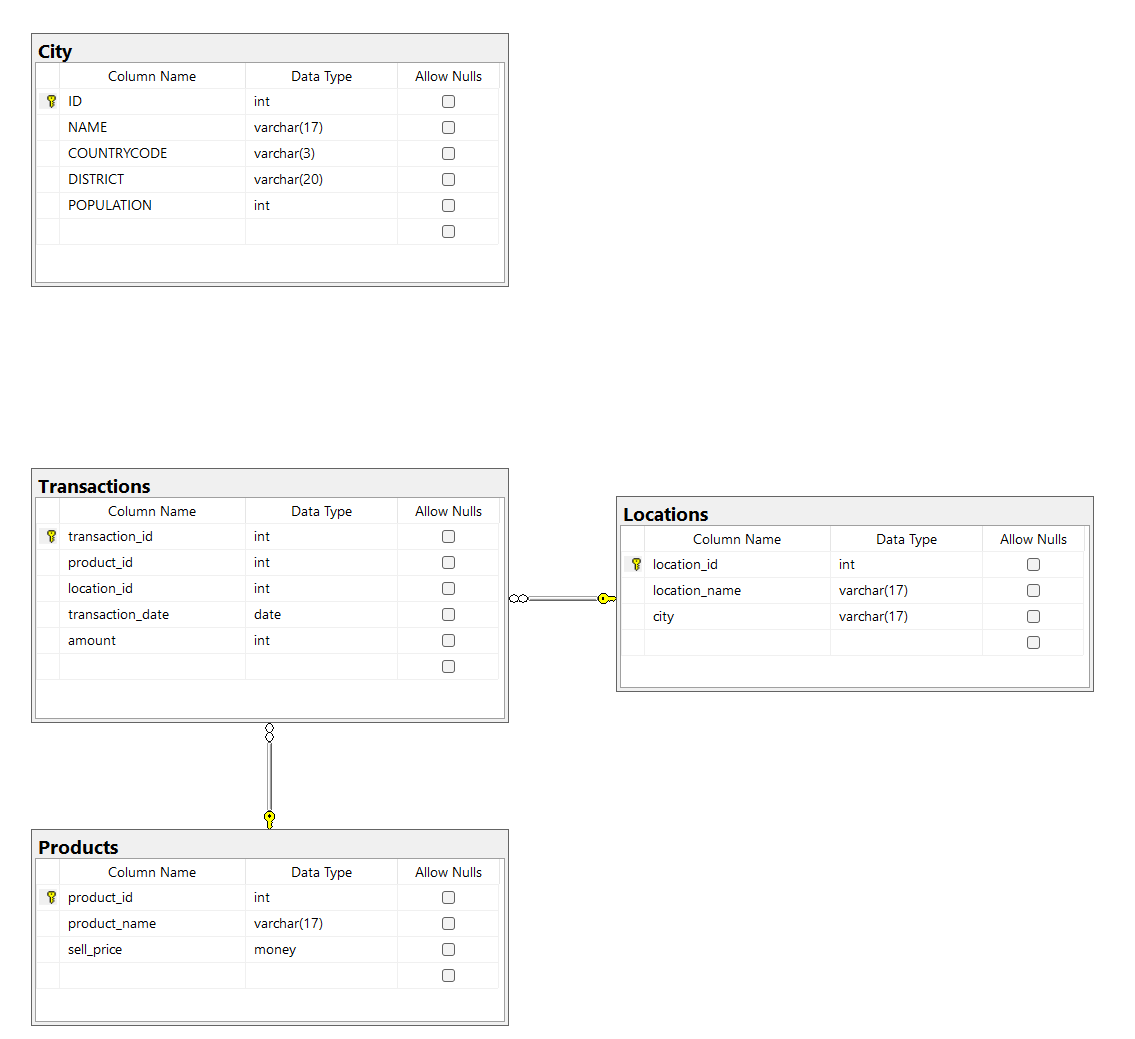 City
Column Name Data Type Allow Nulls
ID int
NAME varchar(17)
COUNTRYCODE varchar(3)
DISTRICT varchar(20)
POPULATION int
Transactions
Column Name Data Type Allow Nulls
transaction_id int
product_id int
location_id int
transaction_date date
amount int
Locations
Column Name Data Type Allow Nulls
location_id int
location_name varchar(17)
city varchar(17)
Products
Column Name Data Type Allow Nulls
product_id int
product_name varchar(17)
sell_price money